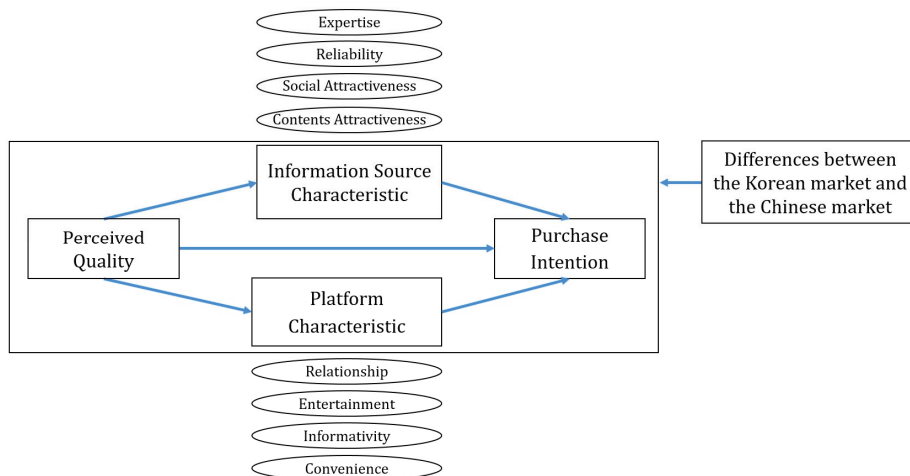 Expertise
Reliability
Social Attractiveness
Contents Attractiveness
Information Source
Characteristic
Differences between
the Korean market and
the Chinese market
Perceived
Quality
Purchase
Intention
Platform
Characteristic
Relationship
Entertainment
Informativity
Convenience